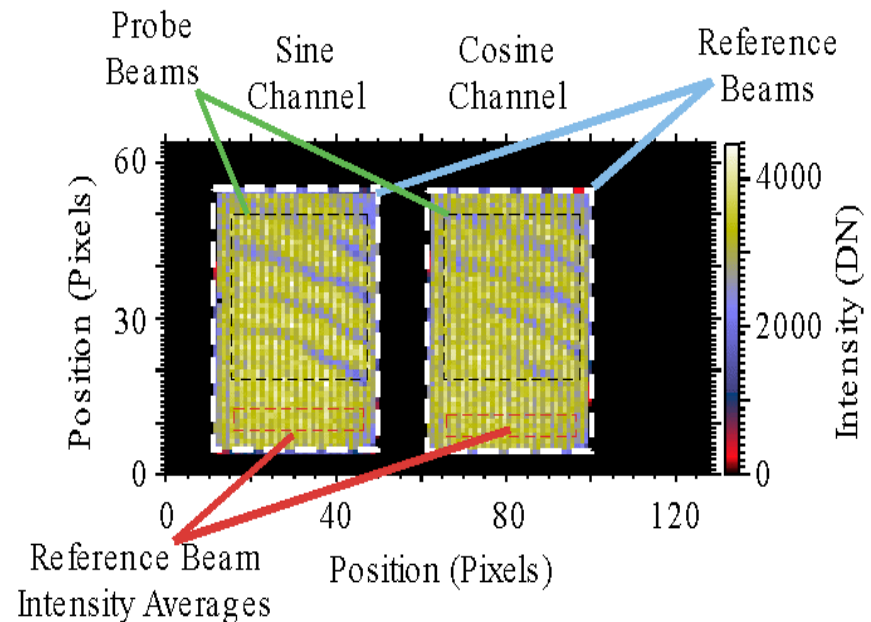 Probe
Beams
Sine
Channel
Cosine
Channel
Reference
Beams
60
30
0
Position (Pixels)
0
40
80
120
Position (Pixels)
4000
2000
0
Intensity (DN)
Reference Beam
Intensity Averages